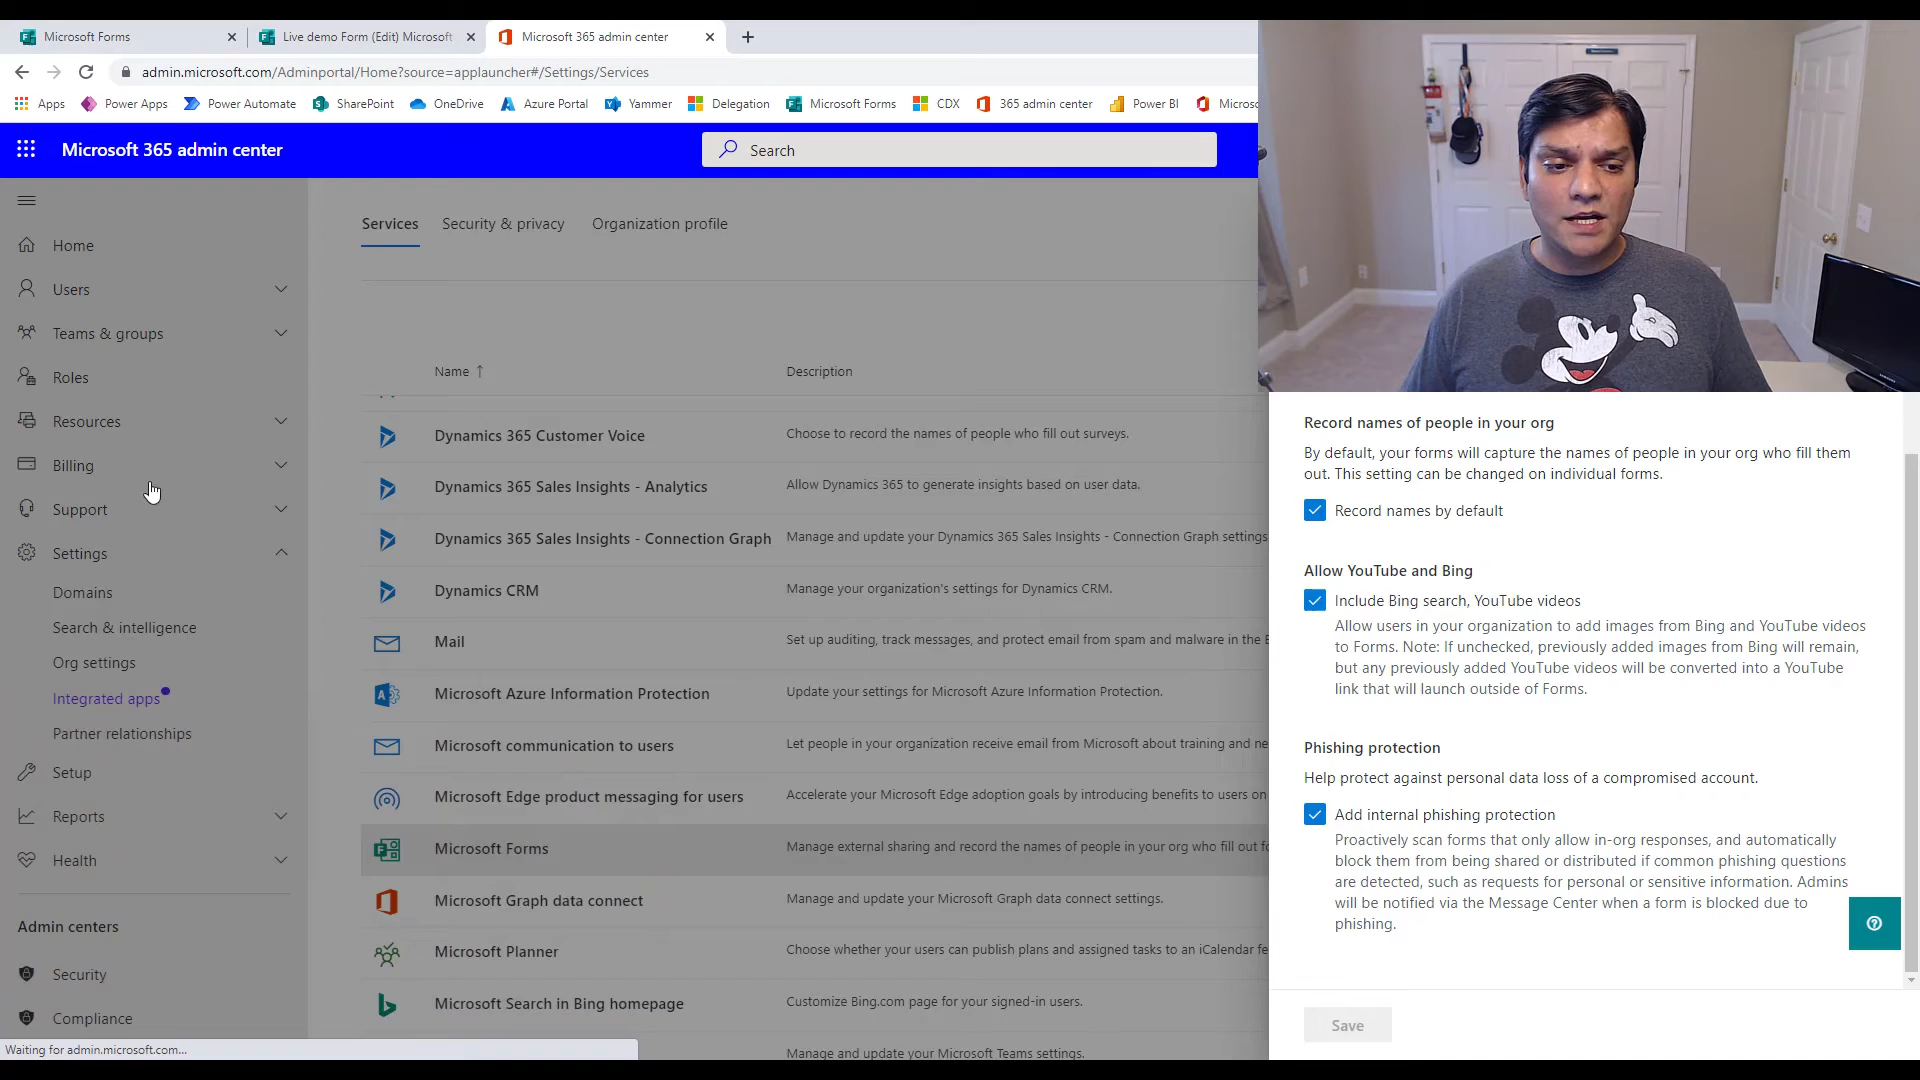 Microsoft Forms
Live demo Form (Edit) Microsoft
Microsoft 365 admin center
admin.microsoft.com/Adminportal/Home?source=applauncher#/Settings/Services
Apps
Power Apps
Power Automate
SharePoint
OneDrive
Azure Portal
Yammer
Delegation
Microsoft Forms
CDX
365 admin center
Power BI
Microso
Microsoft 365 admin center
Search
Home
Users
Teams & groups
Roles
Resources
Billing
Support
Settings
Domains
Search & intelligence
Org settings
Integrated apps
Partner relationships
Setup
Reports
Health
Admin centers
Security
Compliance
Waiting for admin.microsoft.com...
Services
Security & privacy
Organization profile
Name ↑
Description
Dynamics 365 Customer Voice
Choose to record the names of people who fill out surveys.
Dynamics 365 Sales Insights - Analytics
Allow Dynamics 365 to generate insights based on user data.
Dynamics 365 Sales Insights - Connection Graph
Manage and update your Dynamics 365 Sales Insights - Connection Graph settings
Dynamics CRM
Manage your organization's settings for Dynamics CRM.
Mail
Set up auditing, track messages, and protect email from spam and malware in the E
Microsoft Azure Information Protection
Update your settings for Microsoft Azure Information Protection.
Microsoft communication to users
Let people in your organization receive email from Microsoft about training and ne
Microsoft Edge product messaging for users
Accelerate your Microsoft Edge adoption goals by introducing benefits to users on
Microsoft Forms
Manage external sharing and record the names of people in your org who fill out fo
Microsoft Graph data connect
Manage and update your Microsoft Graph data connect settings.
Microsoft Planner
Choose whether your users can publish plans and assigned tasks to an iCalendar fe
Microsoft Search in Bing homepage
Customize Bing.com page for your signed-in users.
Manage and update your Microsoft Teams settings.
Record names of people in your org
By default, your forms will capture the names of people in your org who fill them
out. This setting can be changed on individual forms.
Record names by default
Allow YouTube and Bing
Include Bing search, YouTube videos
Allow users in your organization to add images from Bing and YouTube videos
to Forms. Note: If unchecked, previously added images from Bing will remain,
but any previously added YouTube videos will be converted into a YouTube
link that will launch outside of Forms.
Phishing protection
Help protect against personal data loss of a compromised account.
Add internal phishing protection
Proactively scan forms that only allow in-org responses, and automatically
block them from being shared or distributed if common phishing questions
are detected, such as requests for personal or sensitive information. Admins
will be notified via the Message Center when a form is blocked due to
phishing.
Save